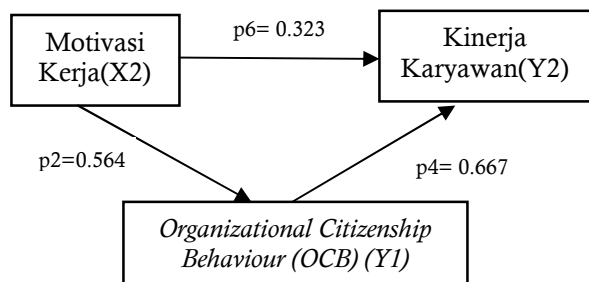 Motivasi
Kerja(X2)
p6= 0.323
Kinerja
Karyawan(Y2)
p2=0.564
p4= 0.667
Organizational Citizenship
Behaviour (OCB) (Y1)